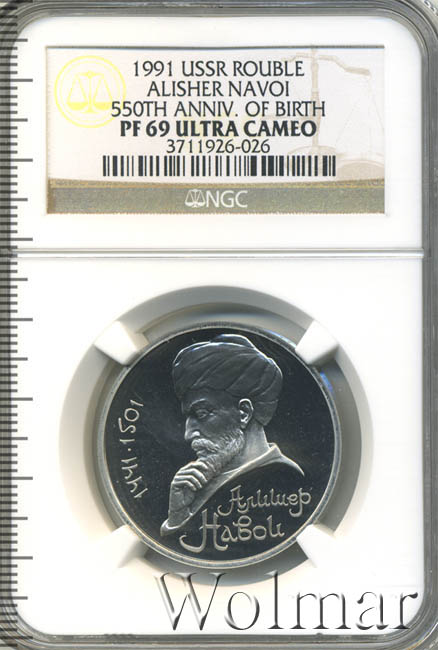 1991 USSR ROUBLE
ALISHER NAVOI
550TH ANNIV. OF BIRTH
PF 69 ULTRA CAMEO
3711926-026
NGC
1441·1501
Алишер
Навои
Wolmar